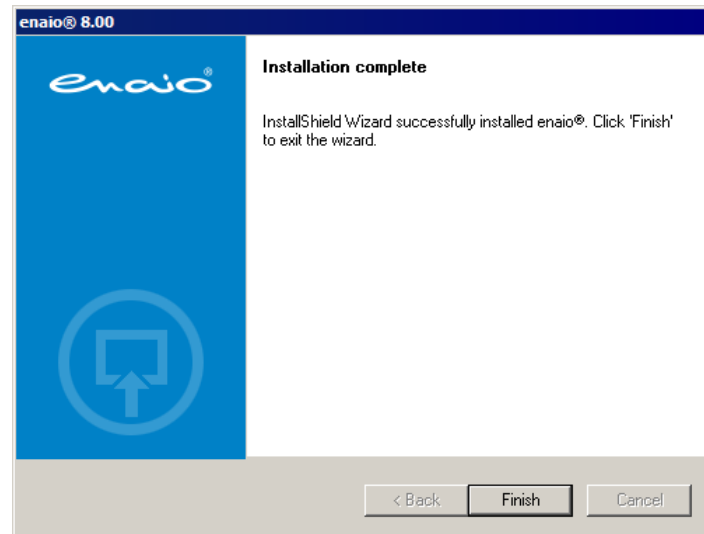 enaio® 8.00
enaio®
Installation complete
InstallShield Wizard successfully installed enaio®. Click 'Finish'
to exit the wizard.
< Back
Finish
Cancel